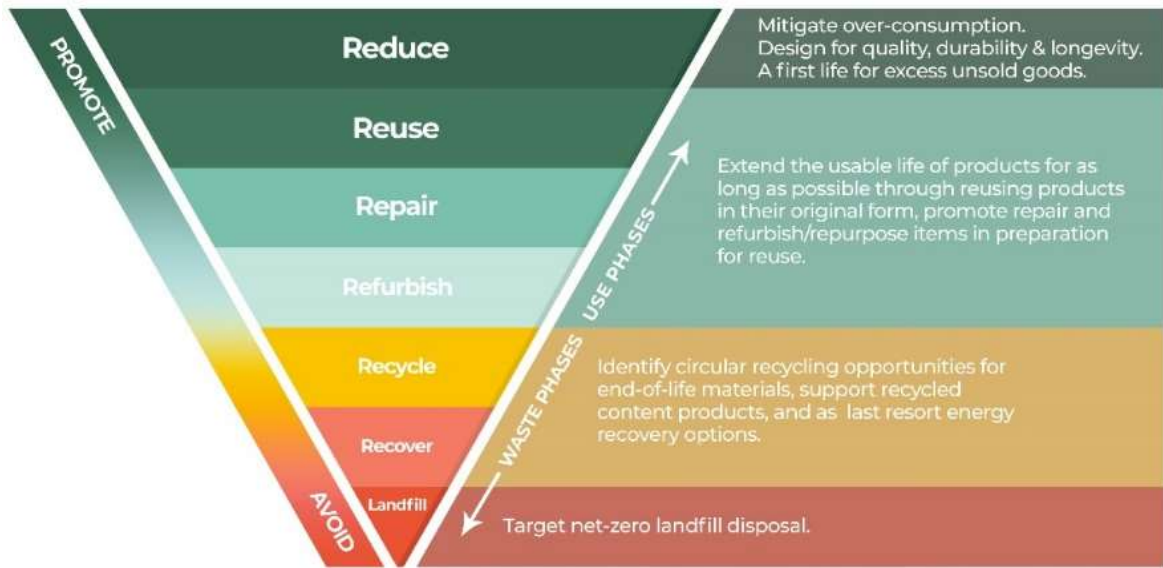 PROMOTE
Reduce
Mitigate over-consumption.
Design for quality, durability & longevity.
A first life for excess unsold goods.
Reuse
Repair
Refurbish
USE PHASES
Extend the usable life of products for as
long as possible through reusing products
in their original form, promote repair and
refurbish/repurpose items in preparation
for reuse.
Recycle
Recover
WASTE PHASES
Identify circular recycling opportunities for
end-of-life materials, support recycled
content products, and as last resort energy
recovery options.
AVOID
Landfill
Target net-zero landfill disposal.